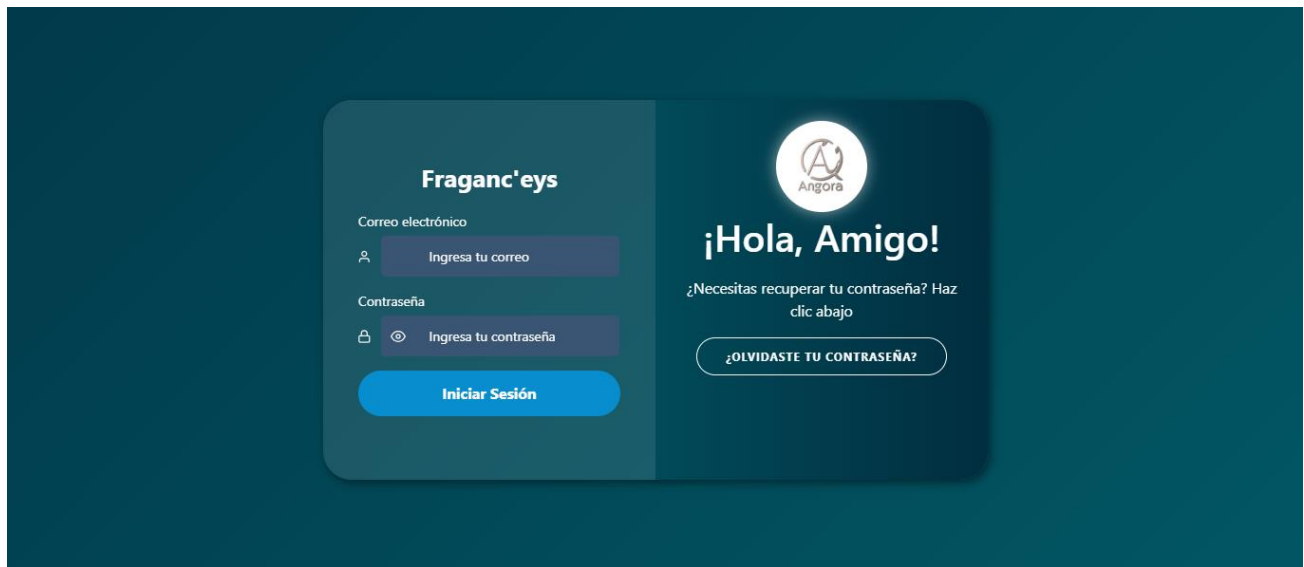 Fraganc'eys
Correo electrónico
Ingresa tu correo
Contraseña
Ingresa tu contraseña
Iniciar Sesión
Angora
¡Hola, Amigo!
¿Necesitas recuperar tu contraseña? Haz
clic abajo
¿OLVIDASTE TU CONTRASEÑA?